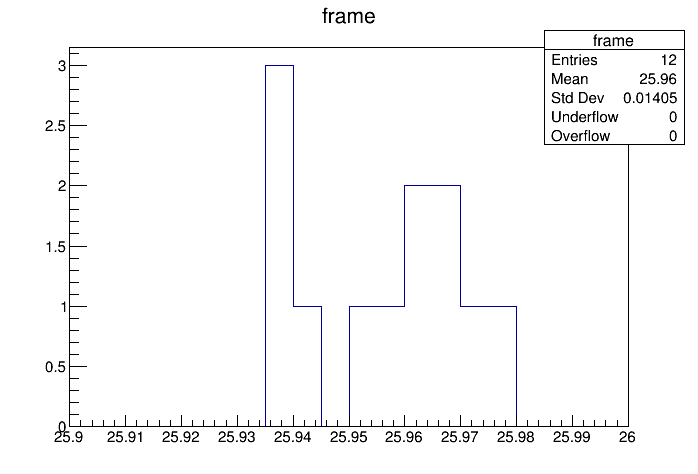 frame
frame
Entries 12
Mean 25.96
Std Dev 0.01405
Underflow 0
Overflow 0
3
2.5
2
1.5
1
0.5
0
25.9 25.91 25.92 25.93 25.94 25.95 25.96 25.97 25.98 25.99 26